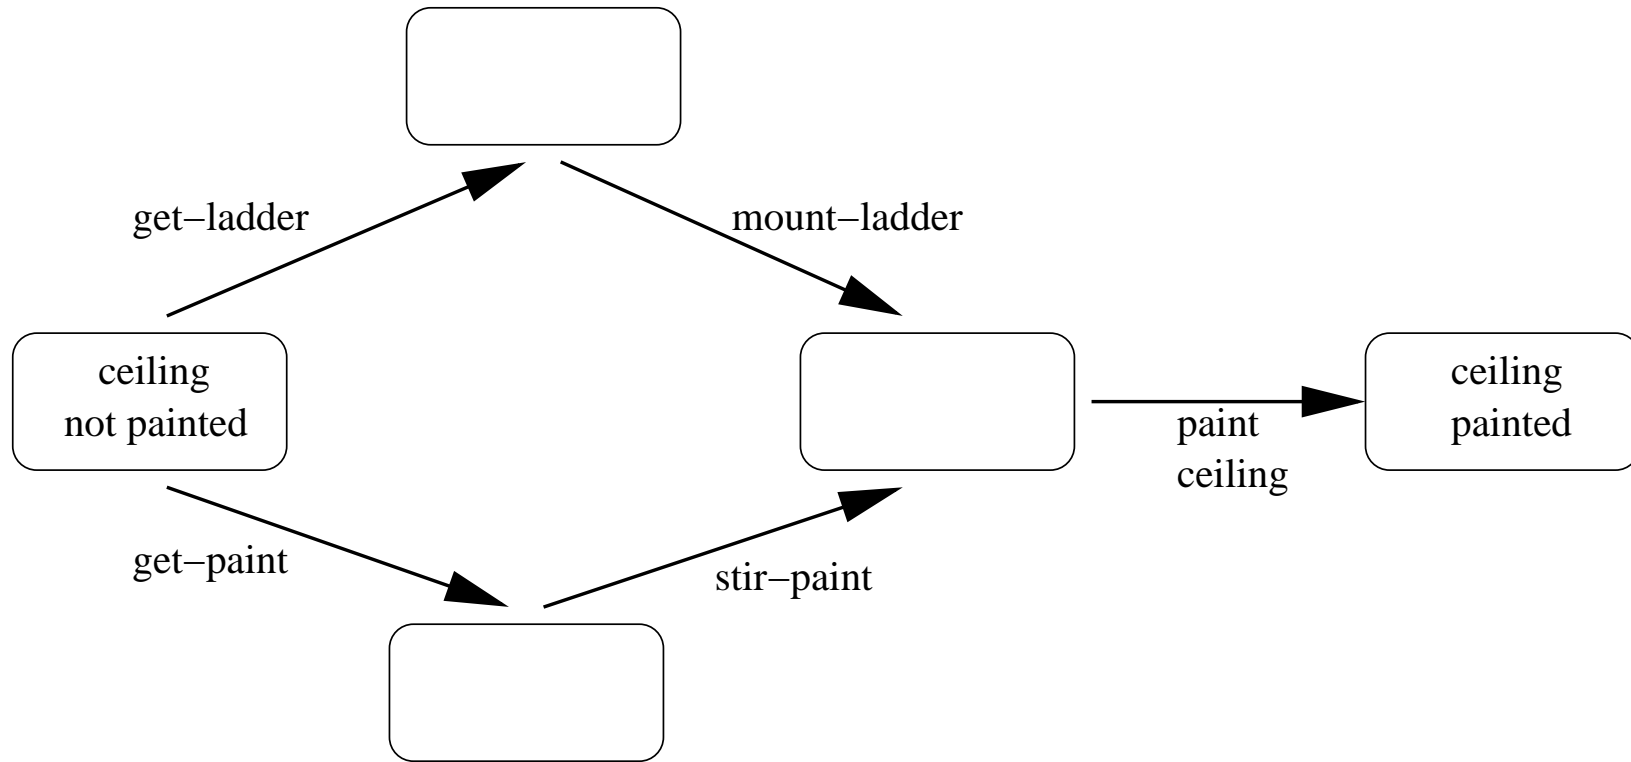 get−ladder
mount−ladder
ceiling
not painted
paint
ceiling
ceiling
painted
get−paint
stir−paint